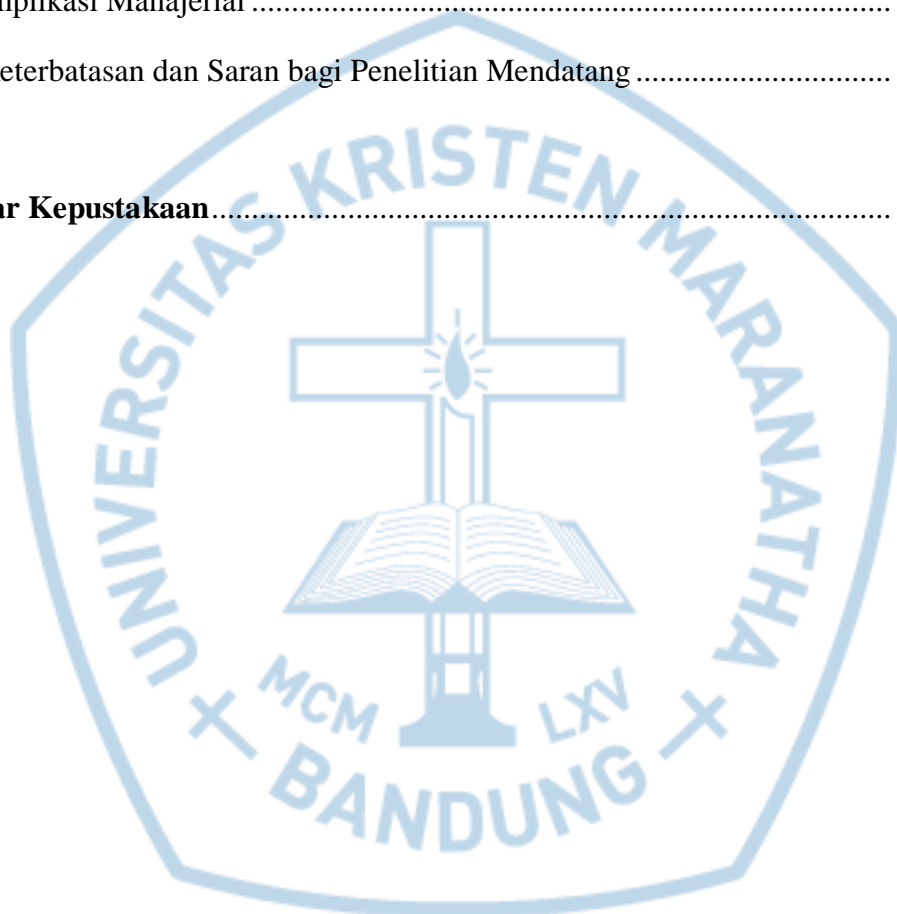 mplikasi Manajerial ................................................................................
eterbatasan dan Saran bagi Penelitian Mendatang ................................
ar Kepustakaan.....................................................................................
UNIVERSITAS KRISTEN MARANATHA
MCM LXV
BANDUNG